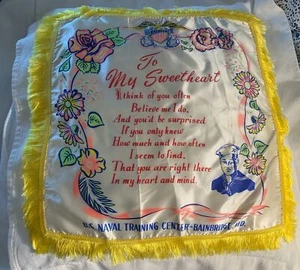 To
My Sweetheart
I think of you often
Believe me I do,
And you'd be surprised
If you only knew
How much and how often
I seem to find,
That you are right there
In my heart and mind.
U.S. NAVAL TRAINING CENTER-BAINBRIDGE, MD.